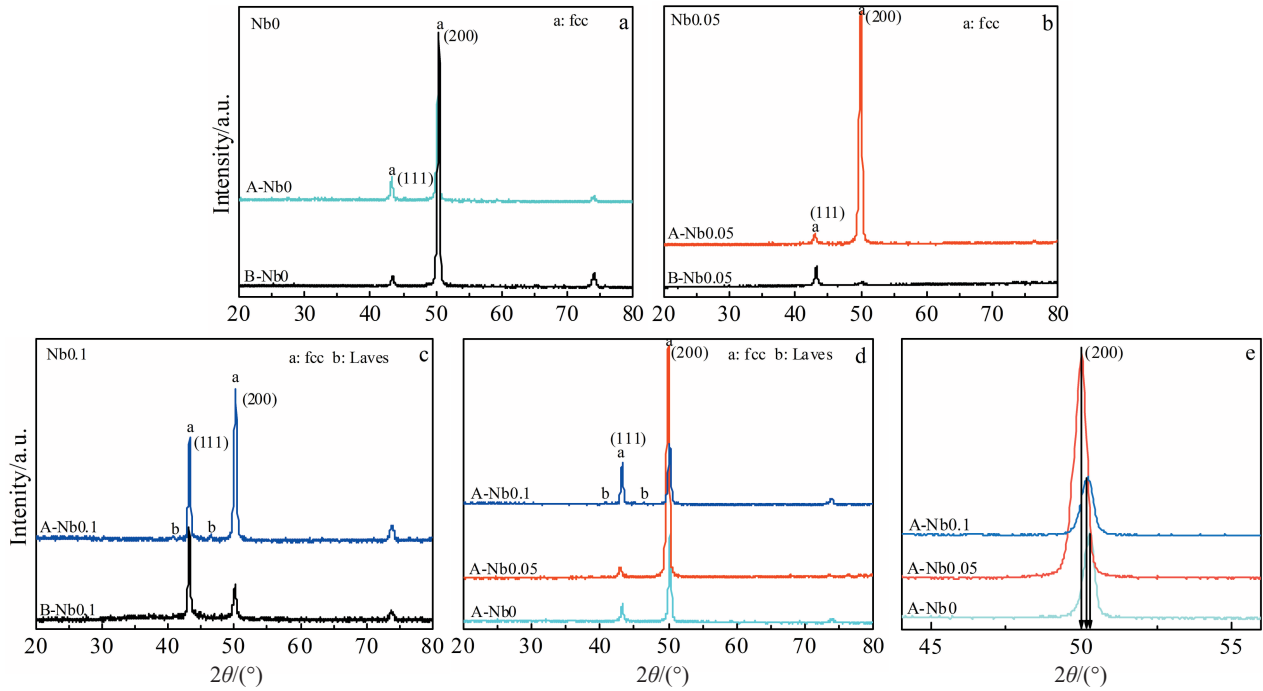 Nb0
a: fcc
a
a
(200)
a
(111)
A-Nb0
B-Nb0
Intensity/a.u.
20 30 40 50 60 70 80
Nb0.05
a
(200)
a: fcc
b
(111)
a
A-Nb0.05
B-Nb0.05
20 30 40 50 60 70 80
Nb0.1
a: fcc b: Laves
c
a
(200)
a
(111)
b
b
A-Nb0.1
B-Nb0.1
Intenity/a.u.
20 30 40 50 60 70 80
2θ/(°)
a
(200)
a: fcc b: Laves
d
(111)
a
b
b
A-Nb0.1
A-Nb0.05
A-Nb0
20 30 40 50 60 70 80
2θ/(°)
(200)
e
A-Nb0.1
A-Nb0.05
A-Nb0
45 50 55
2θ/(°)